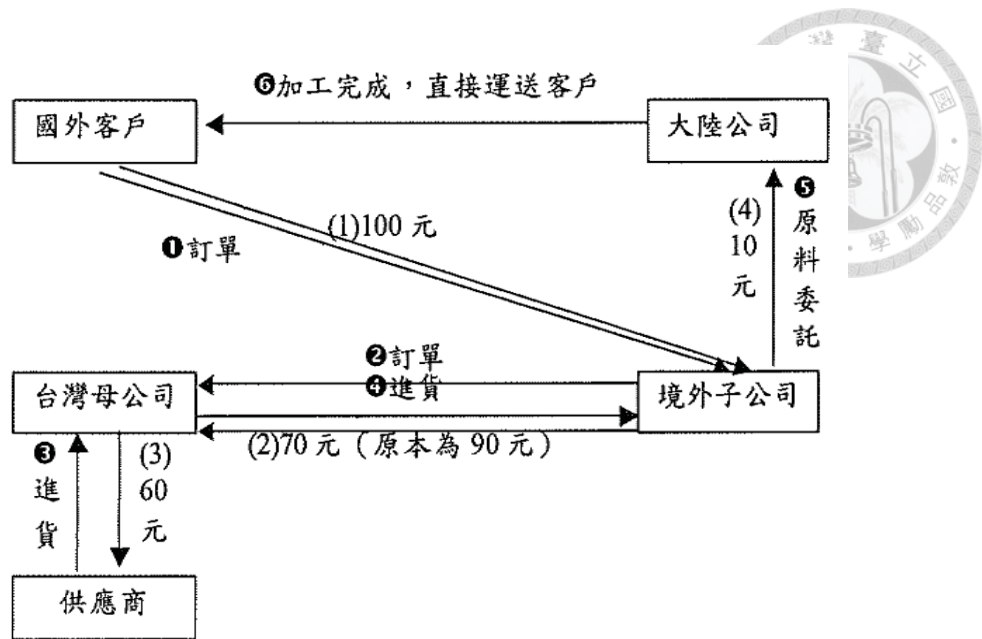 ❻加工完成，直接運送客戶
國外客戶
大陸公司
(1)100 元
❶訂單
(4)
10
元
❺
原
料
委
託
❷訂單
❹進貨
台灣母公司
境外子公司
(2)70 元（原本為 90 元）
❸
進
貨
(3)
60
元
供應商